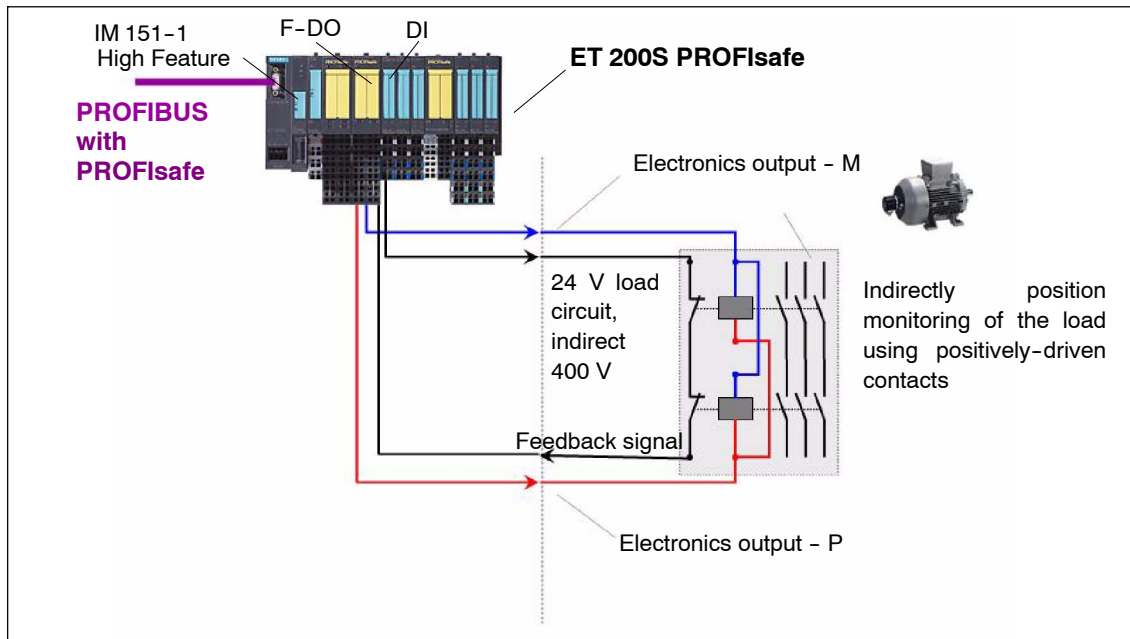 IM 151-1
High Feature
F-DO
DI
ET 200S PROFIsafe
PROFIBUS
with
PROFIsafe
Electronics output - M
24 V load
circuit,
indirect
400 V
Indirectly position
monitoring of the load
using positively-driven
contacts
Feedback signal
Electronics output - P